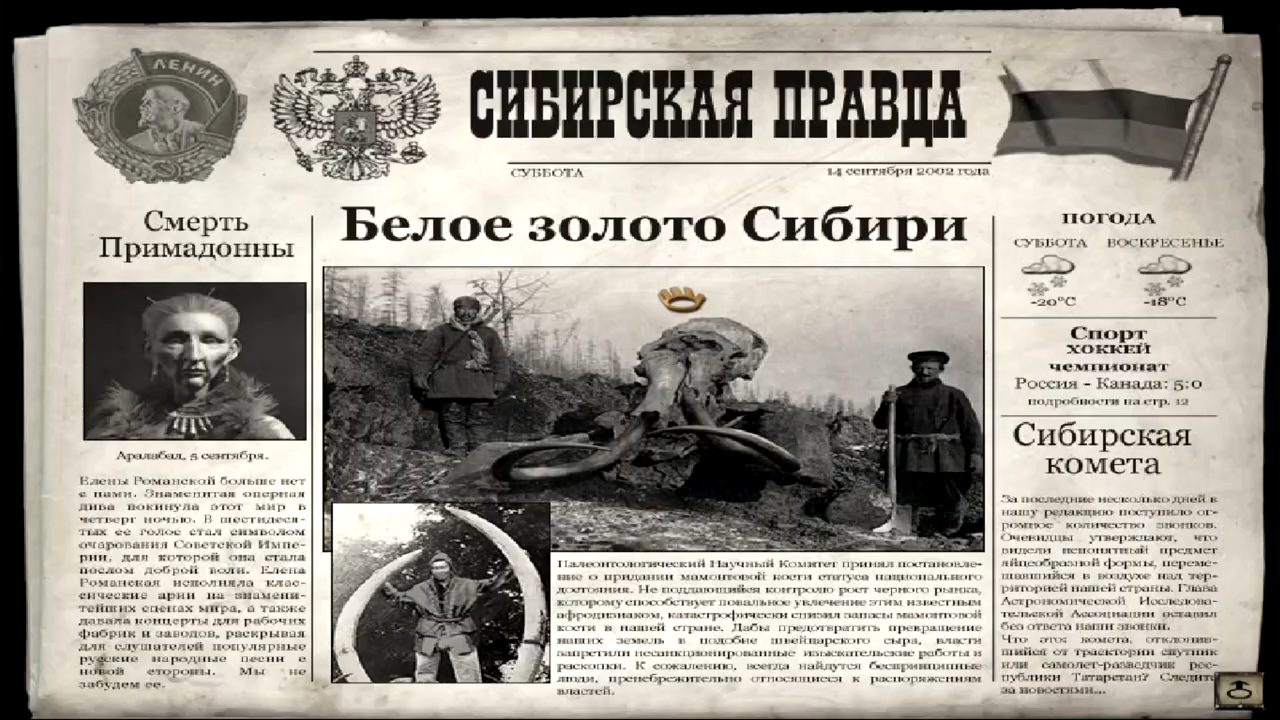 ЛЕНИН
СИБИРСКАЯ ПРАВДА
СУББОТА
14 сентября 2002 года
Смерть
Примадонны
Аралабад, 5 сентября.
Елены Романской больше нет
с нами. Знаменитая оперная
дива покинула этот мир в
четверг ночью. В шестидеся-
тых ее голос стал символом
очарования Советской Импе-
рии, для которой она стала
послом доброй воли. Елена
Романская исполняла клас-
сические арии на знамени-
тейших сценах мира, а также
давала концерты для рабочих
фабрик и заводов, раскрывая
для слушателей популярные
русские народные песни с
новой стороны. Мы не
забудем ее.
Белое золото Сибири
Палеонтологический Научный Комитет принял постановле-
ние о придании мамонтовой кости статуса национального
достояния. Не поддающийся контролю рост черного рынка,
которому способствует повальное увлечение этим известным
афродизиаком, катастрофически снизил запасы мамонтовой
кости в нашей стране. Дабы предотвратить превращение
наших земель в подобие швейцарского сыра, власти
запретили несанкционированные изыскательские работы и
раскопки. К сожалению, всегда найдутся беспринципные
люди, пренебрежительно относящиеся к распоряжениям
властей.
ПОГОДА
СУББОТА ВОСКРЕСЕНЬЕ
-20°C -18°C
Спорт
хоккей
чемпионат
Россия - Канада: 5:0
подробности на стр. 12
Сибирская
комета
За последние несколько дней в
нашу редакцию поступило ог-
ромное количество звонков.
Очевидцы утверждают, что
видели непонятный предмет
яйцеобразной формы, переме-
щавшийся в воздухе над тер-
риторией нашей страны. Глава
Астрономической Исследова-
тельской Ассоциации оставил
без ответа наши звонки.
Что это: комета, отклонив-
шийся от траектории спутник
или самолет-разведчик рес-
публики Татарстан? Следите
за новостями...